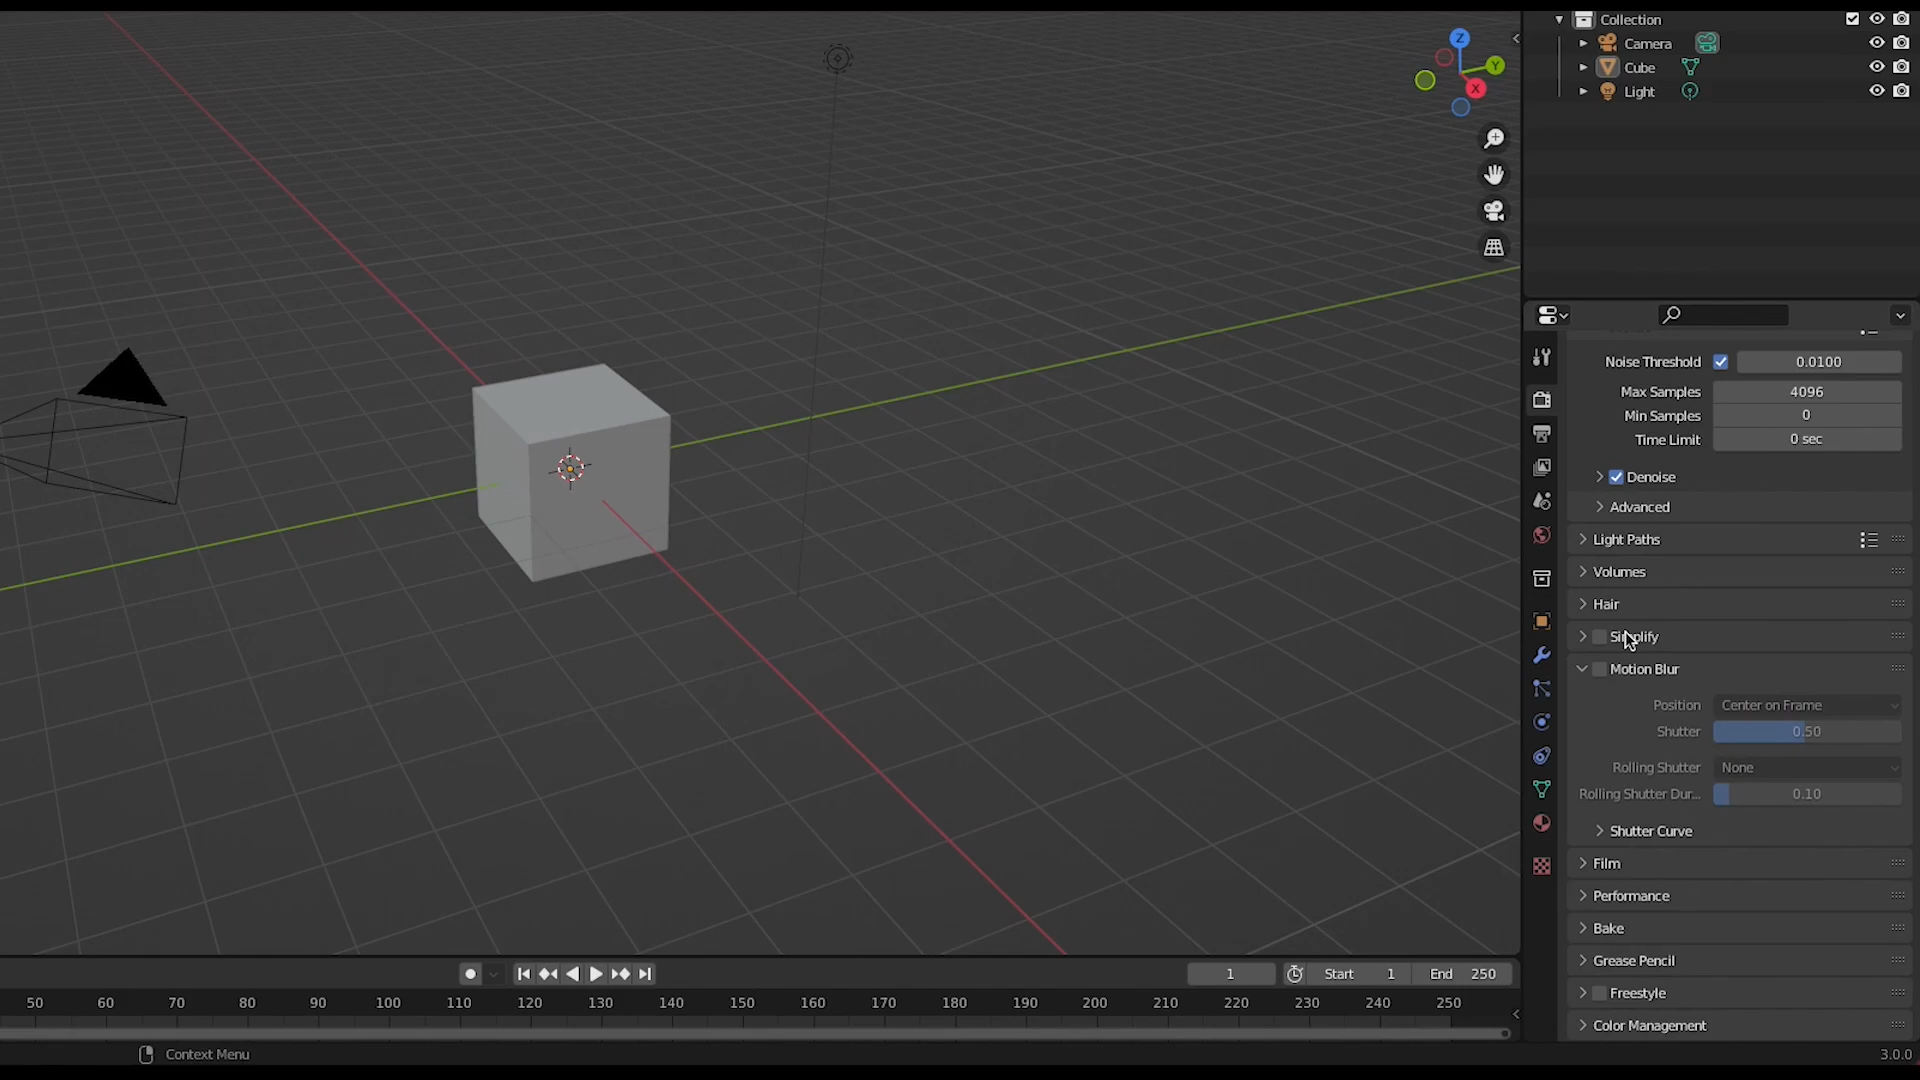 Collection
Camera
Cube
Light
Z
Y
X
Noise Threshold 0.0100
Max Samples 4096
Min Samples 0
Time Limit 0 sec
Denoise
Advanced
Light Paths
Volumes
Hair
Simplify
Motion Blur
Position Center on Frame
Shutter 0.50
Rolling Shutter None
Rolling Shutter Dur... 0.10
Shutter Curve
Film
Performance
Bake
Grease Pencil
Freestyle
Color Management
1 Start 1 End 250
50 60 70 80 90 100 110 120 130 140 150 160 170 180 190 200 210 220 230 240 250
Context Menu
3.0.0